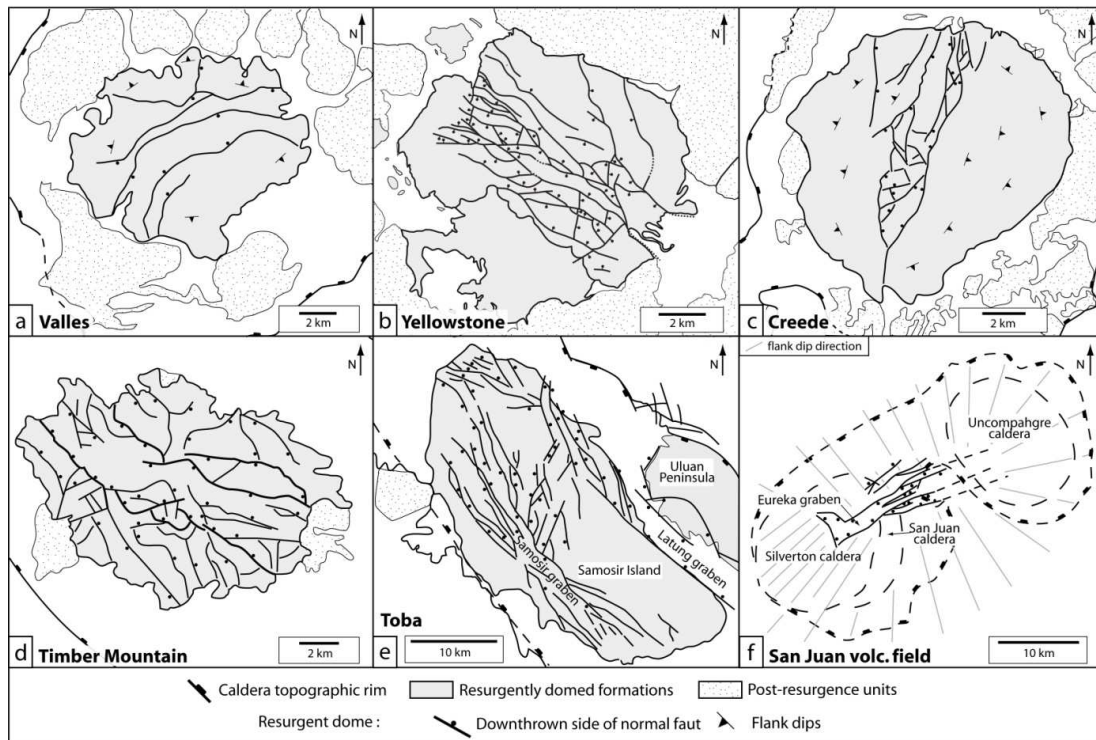 N
a Valles
2 km
N
b Yellowstone
2 km
N
c Creede
2 km
N
d Timber Mountain
2 km
N
Uluan
Peninsula
Latung graben
Samosir graben
Samosir Island
Toba
e
10 km
flank dip direction
N
Uncompahgre
caldera
Eureka graben
San Juan
caldera
Silverton caldera
10 km
f San Juan volc. field
Caldera topographic rim
Resurgently domed formations
Post-resurgence units
Resurgent dome :
Downthrown side of normal faut
Flank dips